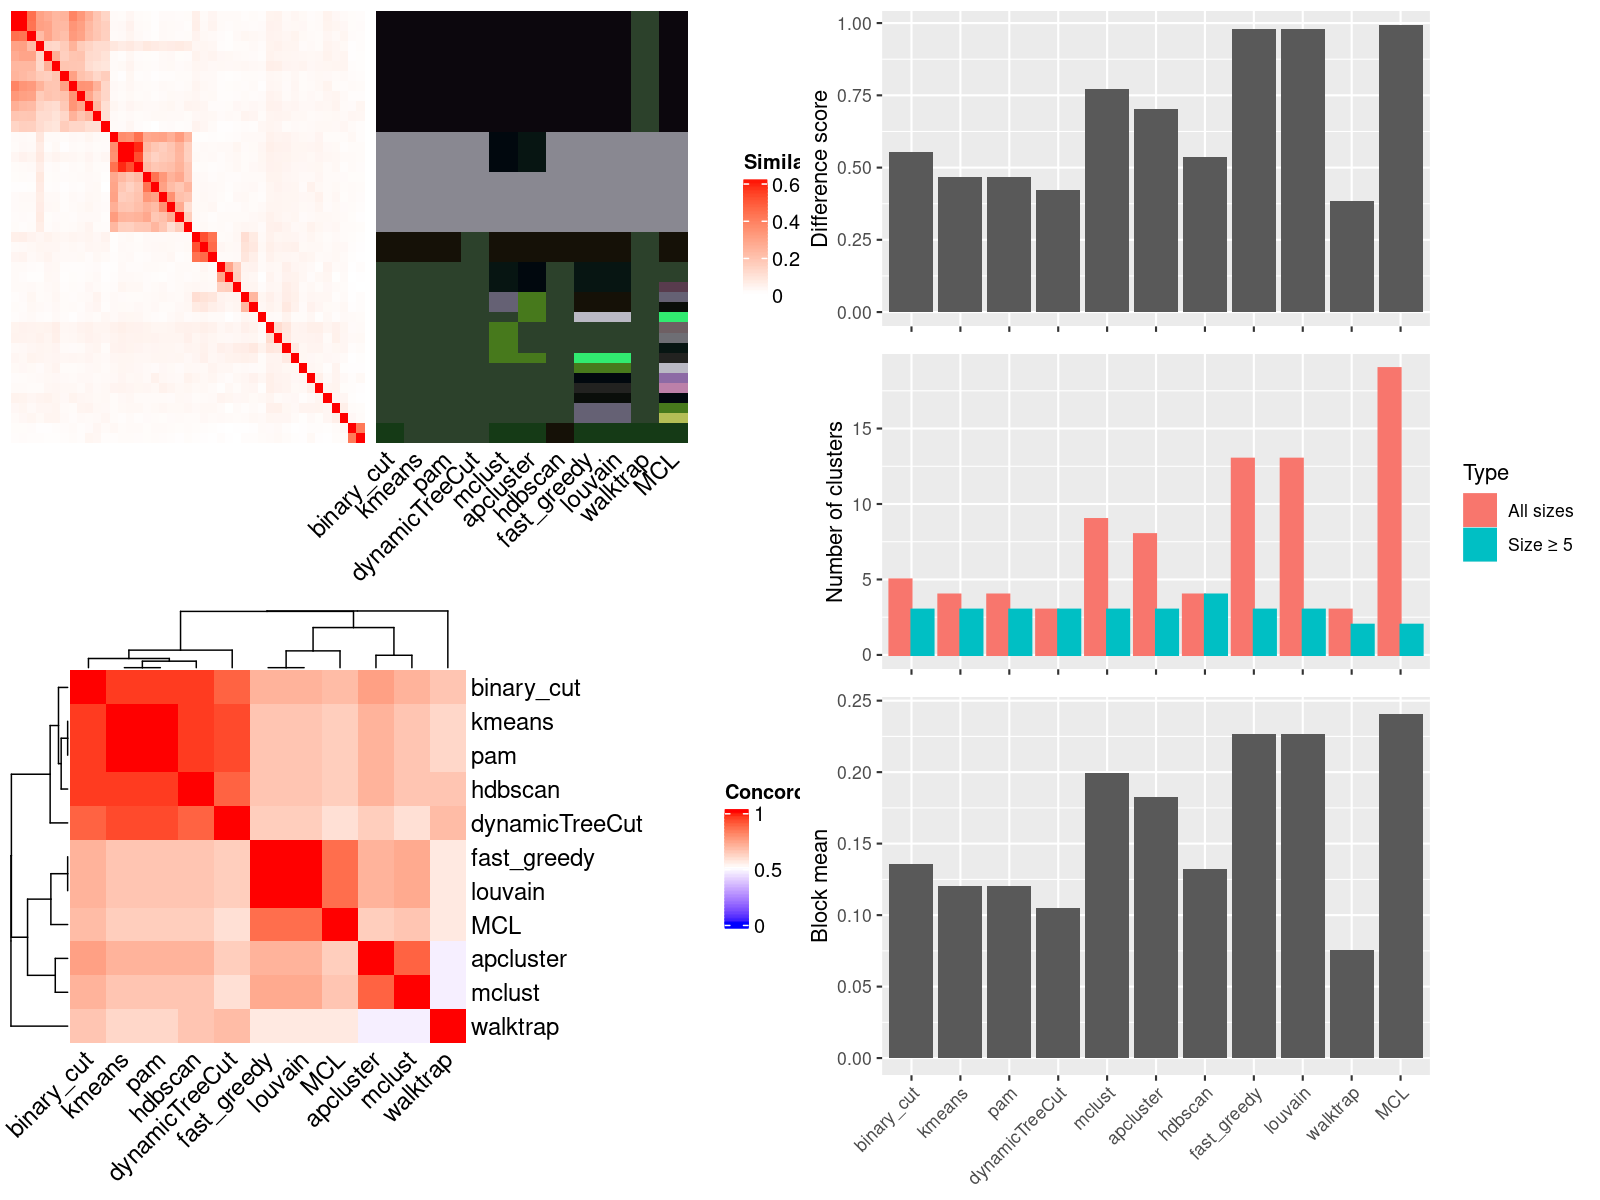 Simila
0.6
0.4
0.2
0
binary_cut
kmeans
pam
dynamicTreeCut
mclust
apcluster
hdbscan
fast_greedy
louvain
walktrap
MCL
Difference score
1.00
0.75
0.50
0.25
0.00
Number of clusters
15
10
5
0
Type
All sizes
Size ≥ 5
binary_cut
kmeans
pam
hdbscan
dynamicTreeCut
fast_greedy
louvain
MCL
apcluster
mclust
walktrap
binary_cut
kmeans
pam
hdbscan
dynamicTreeCut
fast_greedy
louvain
MCL
apcluster
mclust
walktrap
Concord
1
0.5
0
Block mean
0.25
0.20
0.15
0.10
0.05
0.00
binary_cut
kmeans
pam
dynamicTreeCut
mclust
apcluster
hdbscan
fast_greedy
louvain
walktrap
MCL